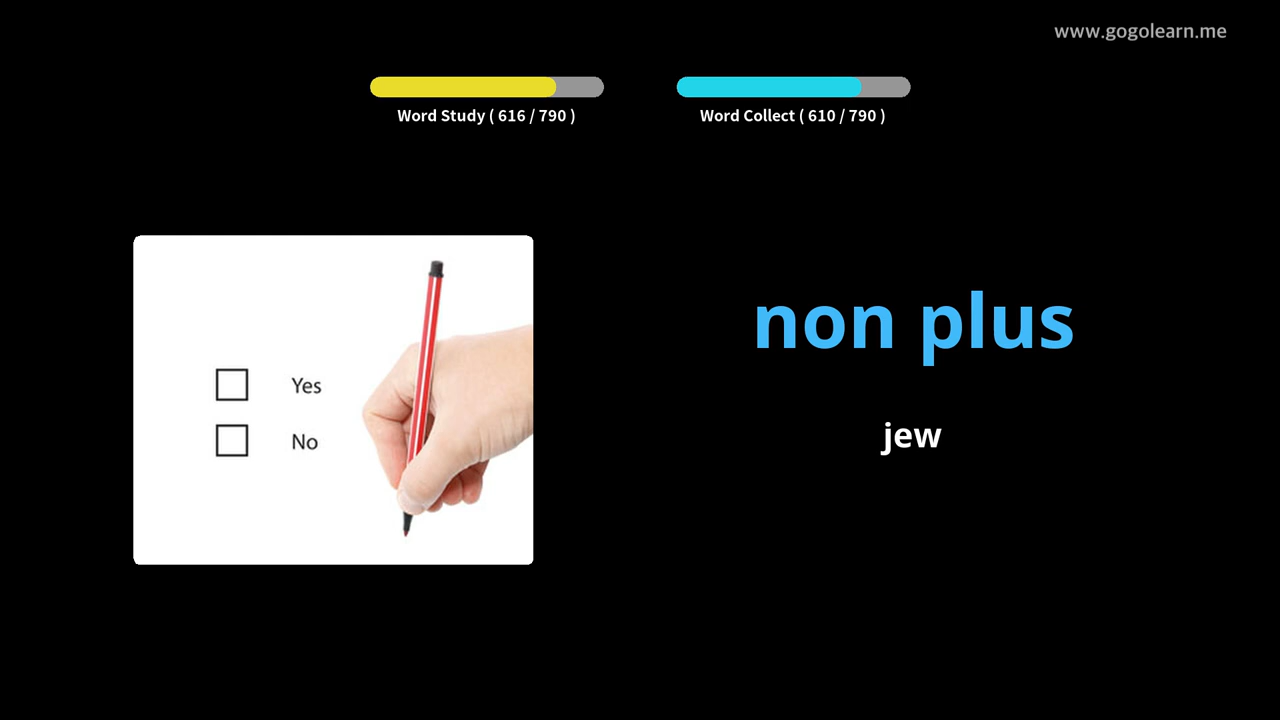 www.gogolearn.me
Word Study ( 616 / 790 )
Word Collect ( 610 / 790 )
Yes
No
non plus
jew